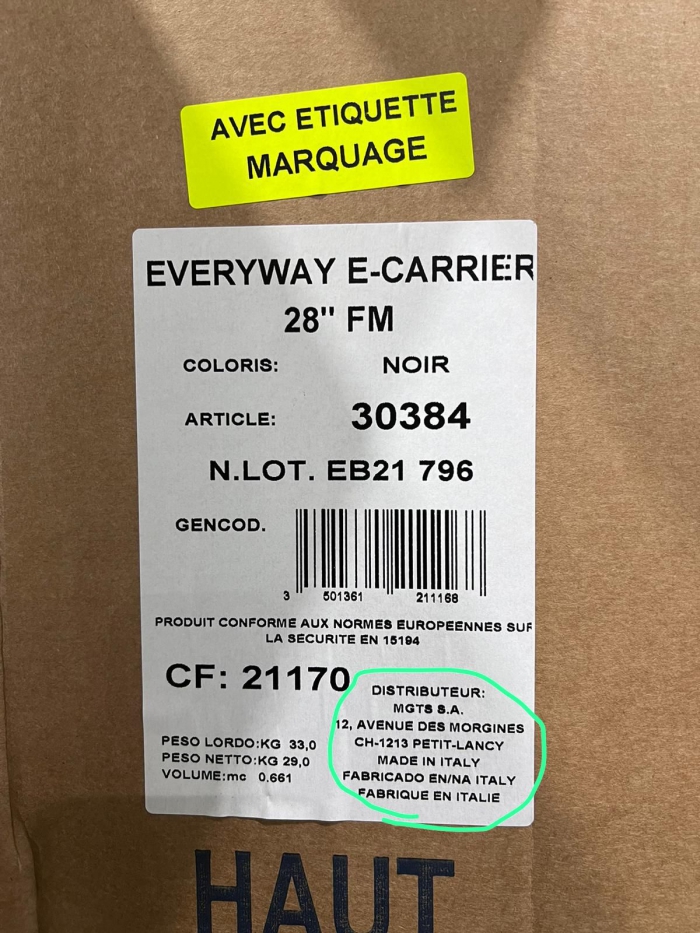 AVEC ETIQUETTE
MARQUAGE
EVERYWAY E-CARRIER
28" FM
COLORIS: NOIR
ARTICLE: 30384
N.LOT. EB21 796
GENCOD.
3 501361 211168
PRODUIT CONFORME AUX NORMES EUROPEENNES SUR
LA SECURITE EN 15194
CF: 21170
DISTRIBUTEUR:
MGTS S.A.
12, AVENUE DES MORGINES
CH-1213 PETIT-LANCY
MADE IN ITALY
FABRICADO EN/NA ITALY
FABRIQUE EN ITALIE
PESO LORDO:KG 33,0
PESO NETTO:KG 29,0
VOLUME:mc 0.661
HAUT